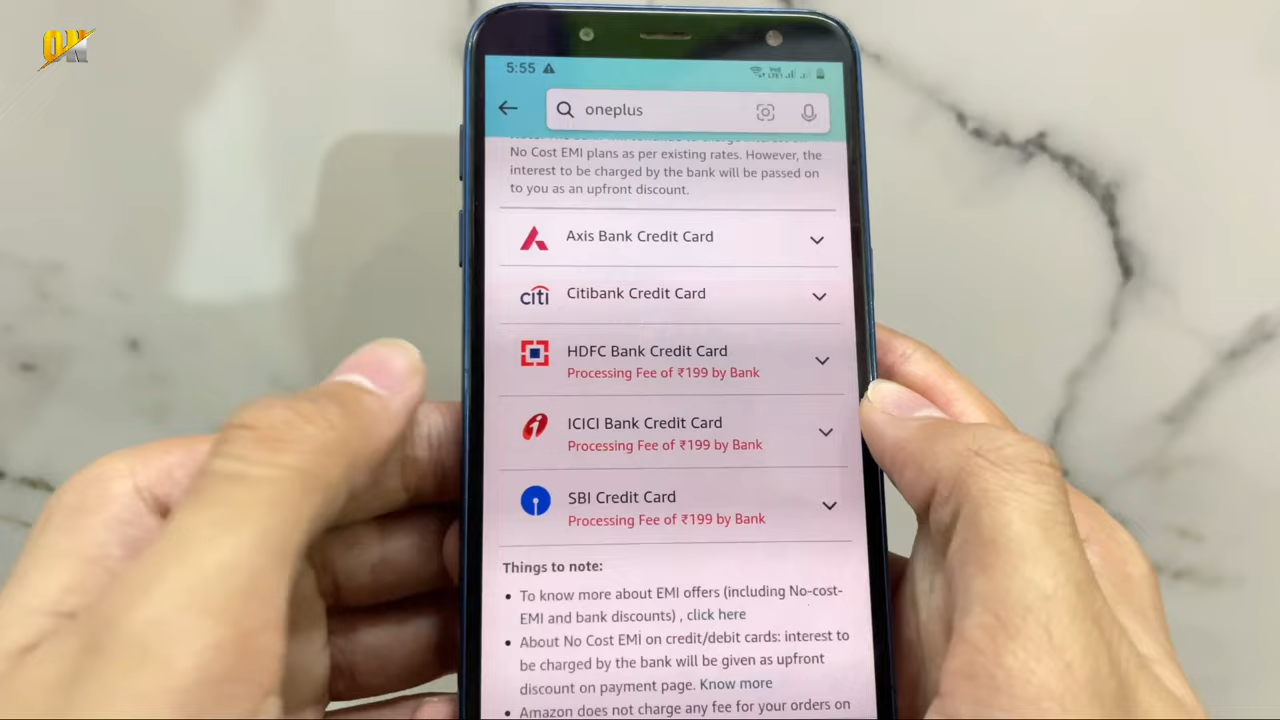 ON
5:55
oneplus
No Cost EMI plans as per existing rates. However, the
interest to be charged by the bank will be passed on
to you as an upfront discount.
Axis Bank Credit Card
citi
Citibank Credit Card
HDFC Bank Credit Card
Processing Fee of ₹199 by Bank
ICICI Bank Credit Card
Processing Fee of ₹199 by Bank
SBI Credit Card
Processing Fee of ₹199 by Bank
Things to note:
• To know more about EMI offers (including No-cost-
EMI and bank discounts) , click here
• About No Cost EMI on credit/debit cards: interest to
be charged by the bank will be given as upfront
discount on payment page. Know more
• Amazon does not charge any fee for your orders on